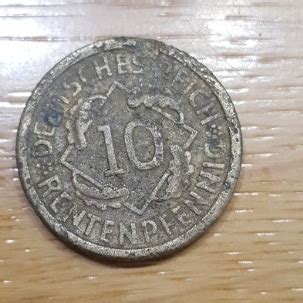 DEUTSCHES REICH
10
RENTENPFENNIG